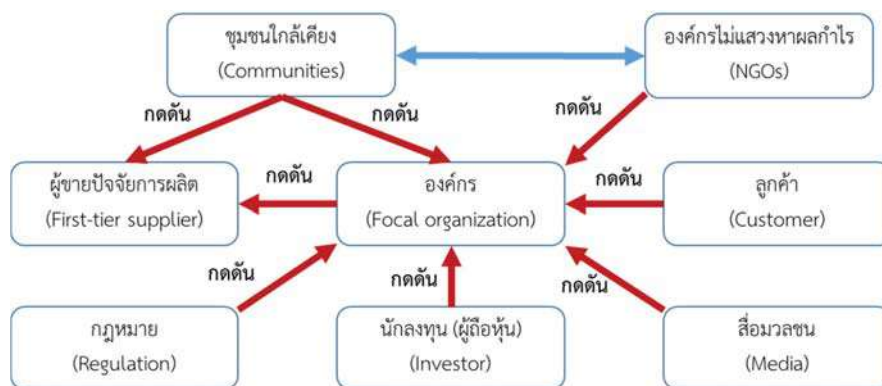 ชุมชนใกล้เคียง
(Communities)
องค์กรไม่แสวงหาผลกำไร
(NGOs)
กดดัน
กดดัน
กดดัน
ผู้ขายปัจจัยการผลิต
(First-tier supplier)
กดดัน
องค์กร
(Focal organization)
กดดัน
ลูกค้า
(Customer)
กดดัน
กดดัน
กดดัน
กฎหมาย
(Regulation)
นักลงทุน (ผู้ถือหุ้น)
(Investor)
สื่อมวลชน
(Media)